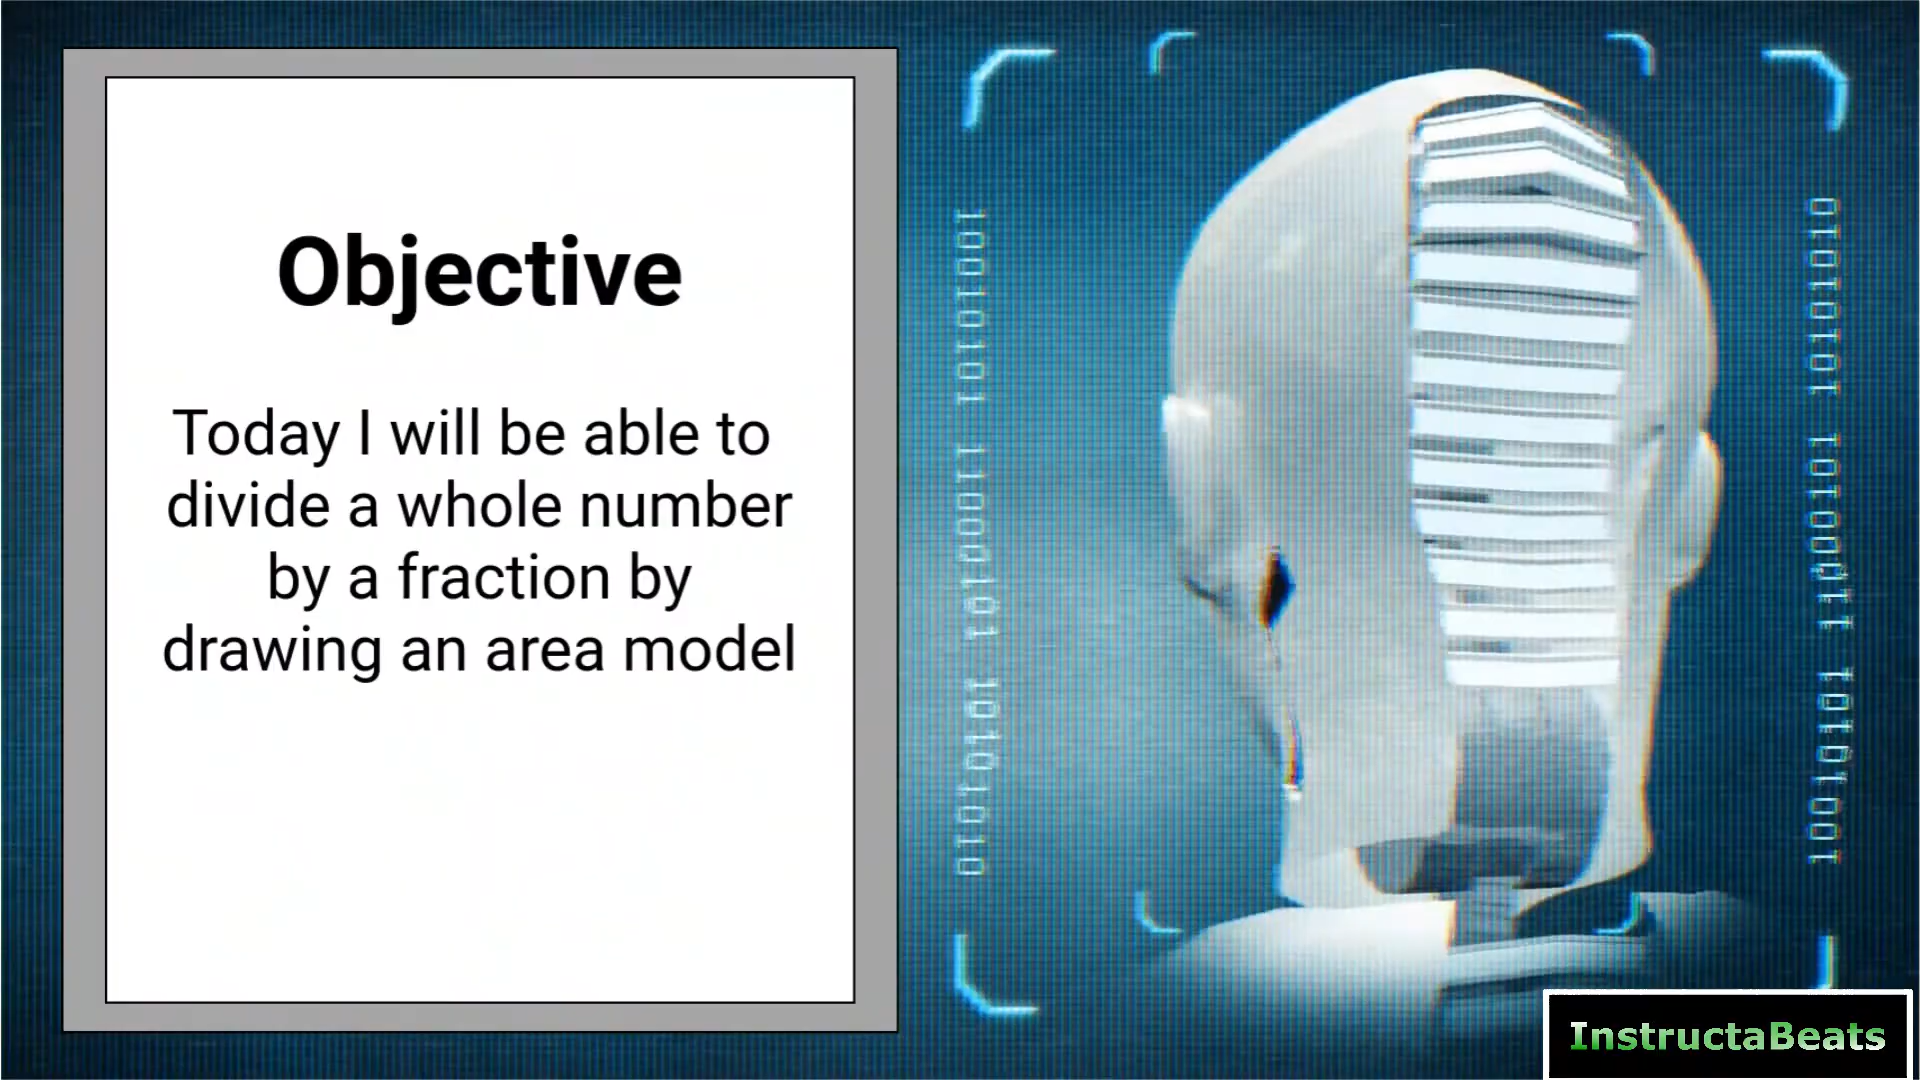 Objective
Today I will be able to
divide a whole number
by a fraction by
drawing an area model
InstructaBeats